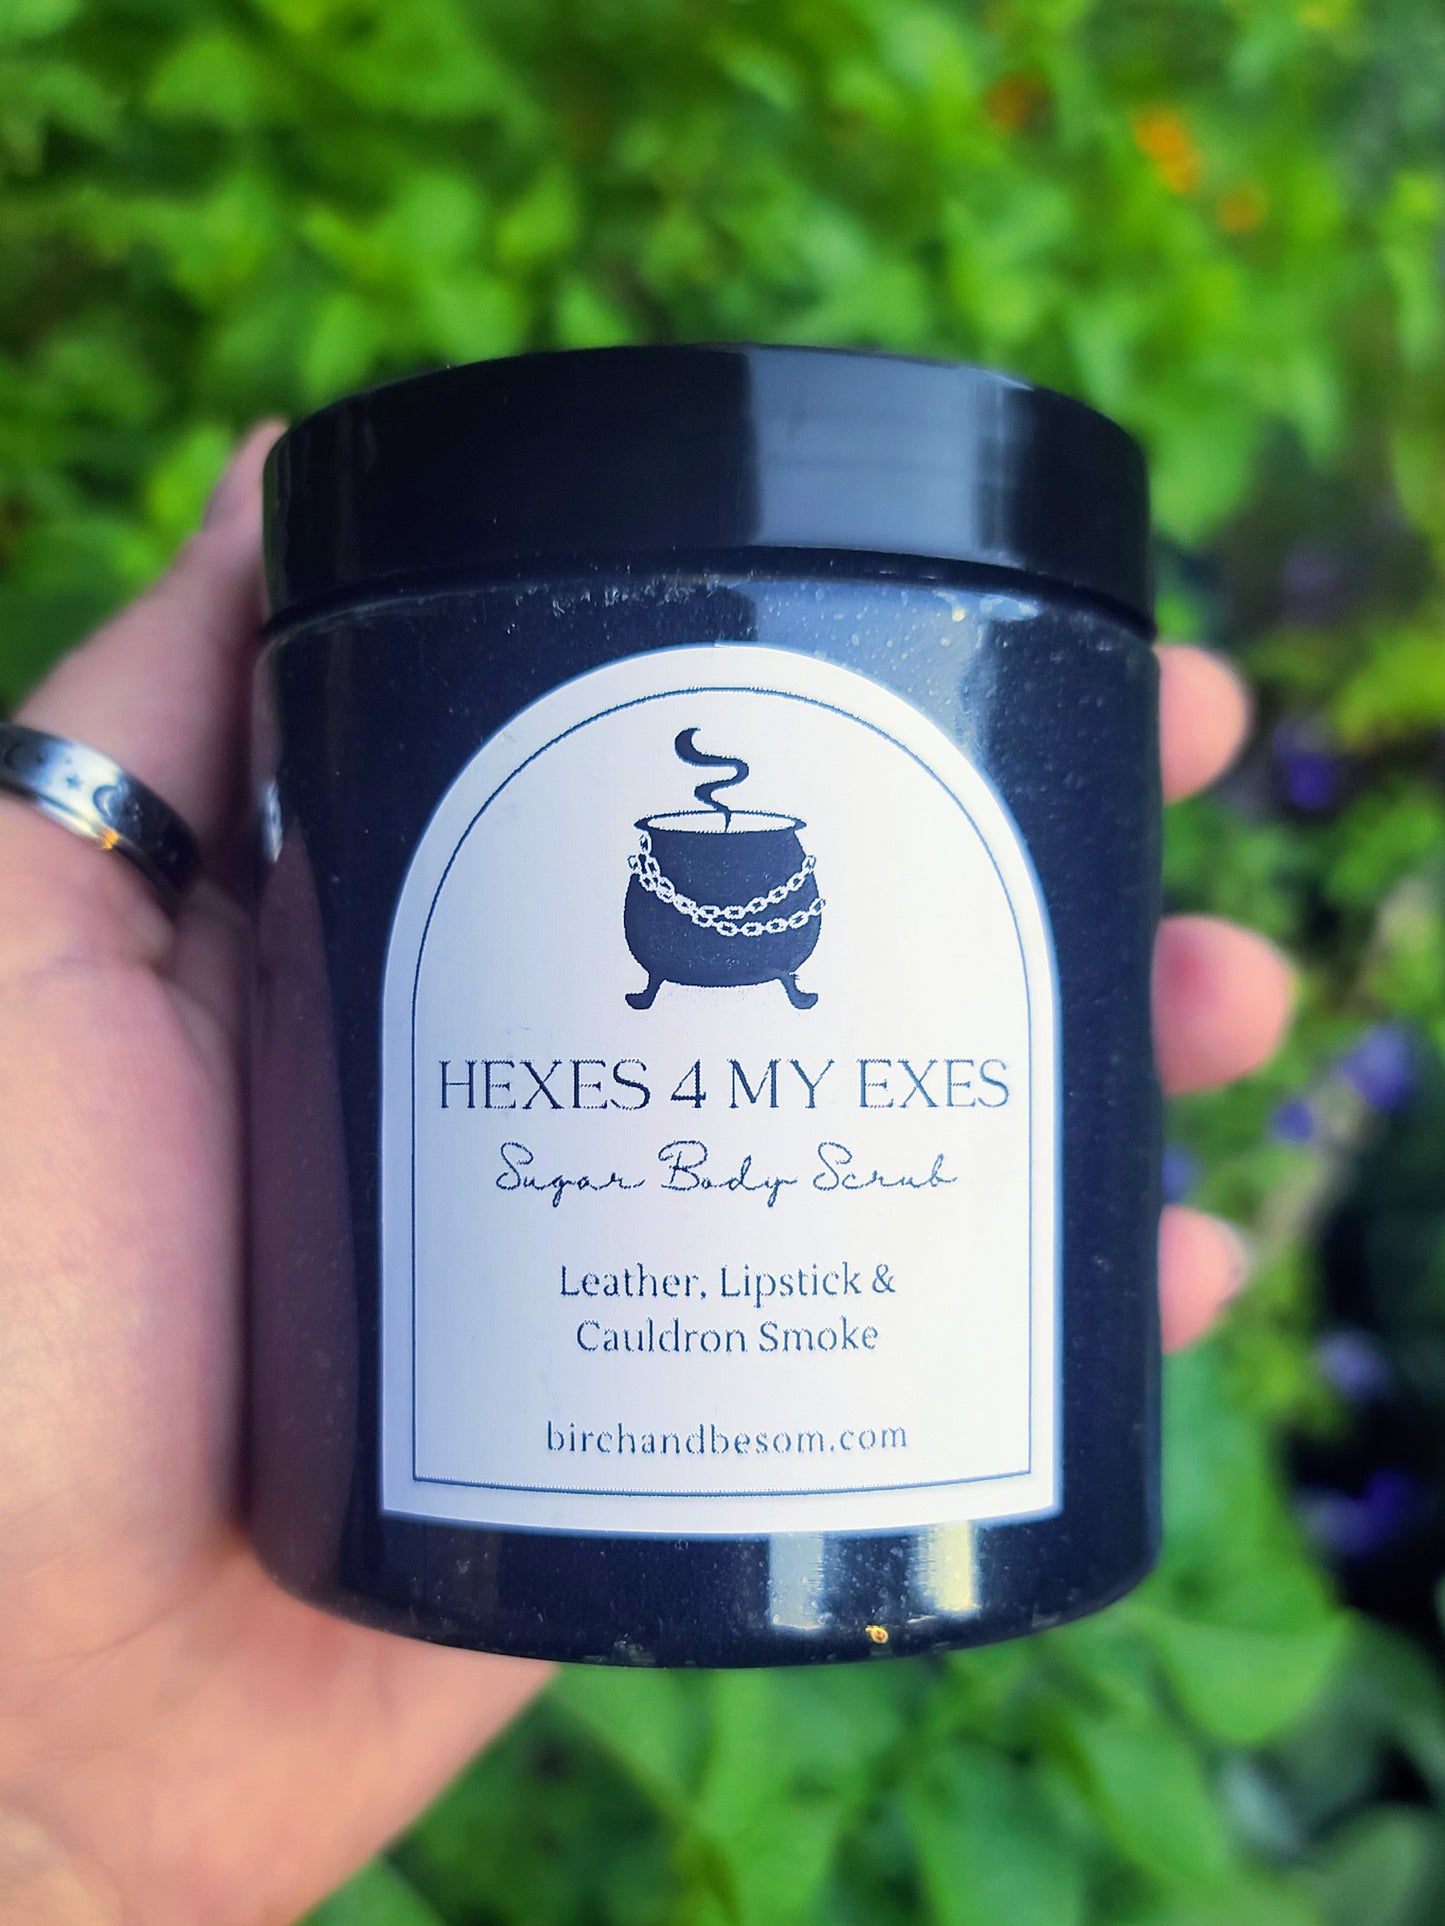 HEXES 4 MY EXES
Sugar Body Scrub
Leather, Lipstick &
Cauldron Smoke
birchandbesom.com